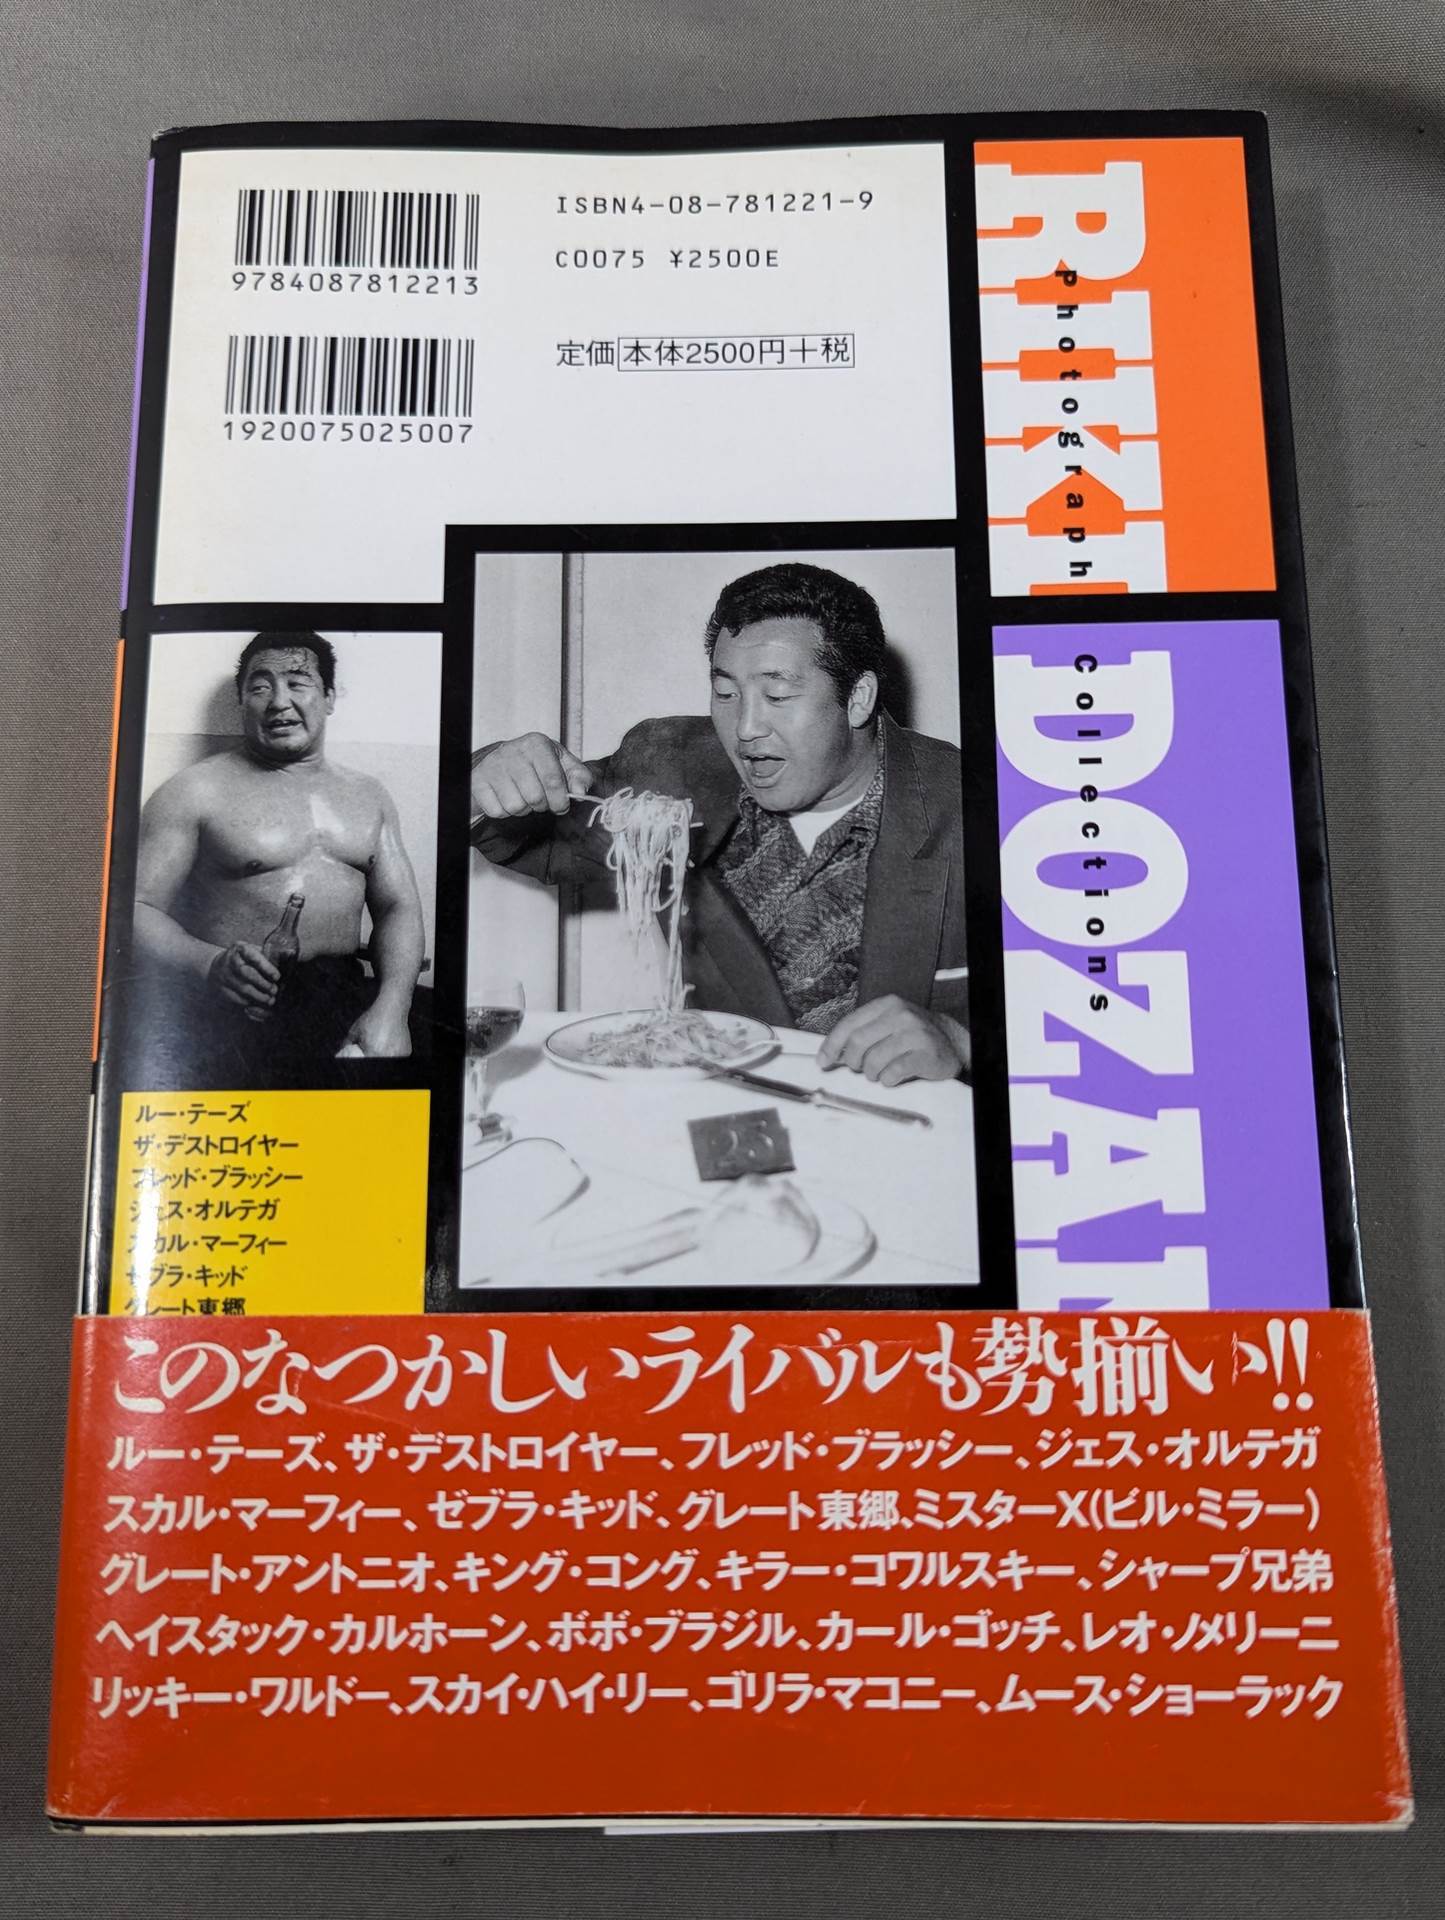 ISBN4-08-781221-9
9784087812213
C0075 ¥2500E
定価 本体2500円+税
1920075025007
RIKI
Photograph
DOZAN
Collections
ルー・テーズ
ザ・デストロイヤー
フレッド・ブラッシー
ジェス・オルテガ
スカル・マーフィー
ゼブラ・キッド
グレート東郷
25
このなつかしいライバルも勢揃い!!
ルー・テーズ、ザ・デストロイヤー、フレッド・ブラッシー、ジェス・オルテガ
スカル・マーフィー、ゼブラ・キッド、グレート東郷、ミスターX(ビル・ミラー)
グレート・アントニオ、キング・コング、キラー・コワルスキー、シャープ兄弟
ヘイスタック・カルホーン、ボボ・ブラジル、カール・ゴッチ、レオ・ノメリーニ
リッキー・ワルドー、スカイ・ハイ・リー、ゴリラ・マコニー、ムース・ショーラック